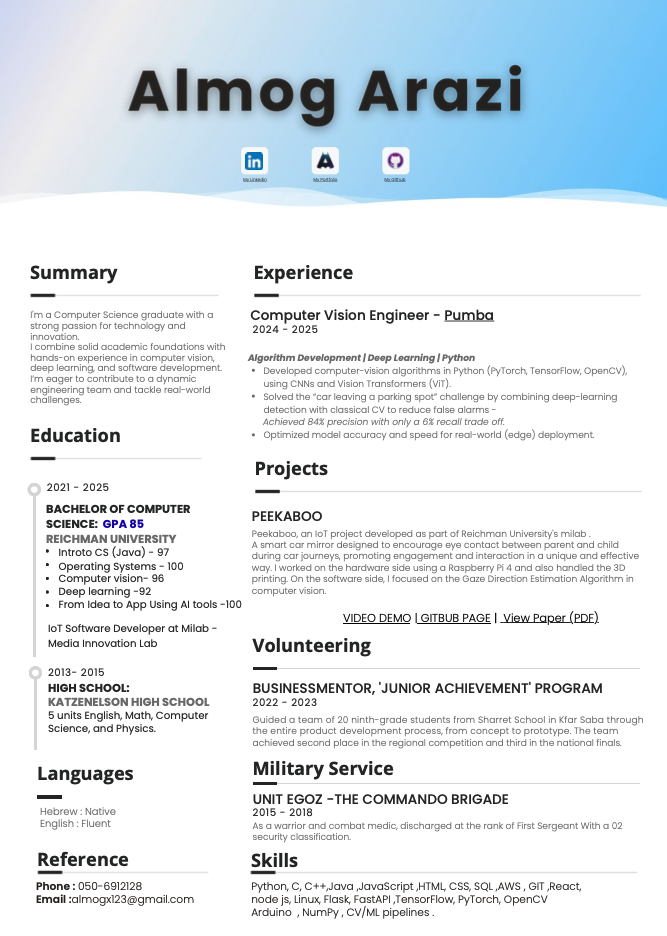 Almog Arazi
My Linkedin
My Portfolio
My Github
Summary
I'm a Computer Science graduate with a
strong passion for technology and
innovation.
I combine solid academic foundations with
hands-on experience in computer vision,
deep learning, and software development.
I'm eager to contribute to a dynamic
engineering team and tackle real-world
challenges.
Education
2021 - 2025
BACHELOR OF COMPUTER
SCIENCE: GPA 85
REICHMAN UNIVERSITY
• Introto CS (Java) - 97
• Operating Systems - 100
• Computer vision- 96
• Deep learning -92
• From Idea to App Using AI tools -100
IoT Software Developer at Milab -
Media Innovation Lab
2013- 2015
HIGH SCHOOL:
KATZENELSON HIGH SCHOOL
5 units English, Math, Computer
Science, and Physics.
Languages
Hebrew : Native
English : Fluent
Reference
Phone : 050-6912128
Email :almogx123@gmail.com
Experience
Computer Vision Engineer - Pumba
2024 - 2025
Algorithm Development | Deep Learning | Python
• Developed computer-vision algorithms in Python (PyTorch, TensorFlow, OpenCV),
using CNNs and Vision Transformers (ViT).
• Solved the “car leaving a parking spot” challenge by combining deep-learning
detection with classical CV to reduce false alarms -
Achieved 84% precision with only a 6% recall trade off.
• Optimized model accuracy and speed for real-world (edge) deployment.
Projects
PEEKABOO
Peekaboo, an IoT project developed as part of Reichman University's milab .
A smart car mirror designed to encourage eye contact between parent and child
during car journeys, promoting engagement and interaction in a unique and effective
way. I worked on the hardware side using a Raspberry Pi 4 and also handled the 3D
printing. On the software side, I focused on the Gaze Direction Estimation Algorithm in
computer vision.
VIDEO DEMO | GITBUB PAGE | View Paper (PDF)
Volunteering
BUSINESSMENTOR, 'JUNIOR ACHIEVEMENT' PROGRAM
2022 - 2023
Guided a team of 20 ninth-grade students from Sharret School in Kfar Saba through
the entire product development process, from concept to prototype. The team
achieved second place in the regional competition and third in the national finals.
Military Service
UNIT EGOZ -THE COMMANDO BRIGADE
2015 - 2018
As a warrior and combat medic, discharged at the rank of First Sergeant With a 02
security classification.
Skills
Python, C, C++,Java ,JavaScript ,HTML, CSS, SQL ,AWS , GIT ,React,
node js, Linux, Flask, FastAPI ,TensorFlow, PyTorch, OpenCV
Arduino , NumPy , CV/ML pipelines .